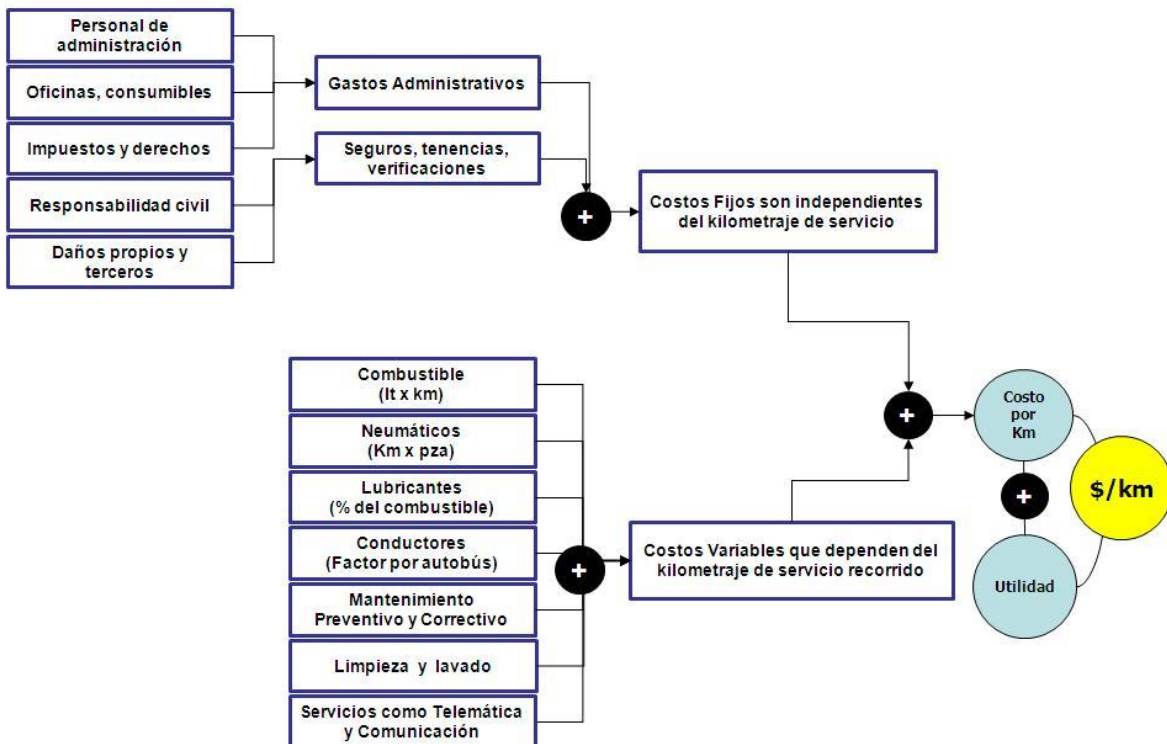 Personal de
administración
Oficinas, consumibles
Impuestos y derechos
Responsabilidad civil
Daños propios y
terceros
Gastos Administrativos
Seguros, tenencias,
verificaciones
+
Costos Fijos son independientes
del kilometraje de servicio
Combustible
(lt x km)
Neumáticos
(Km x pza)
Lubricantes
(% del combustible)
Conductores
(Factor por autobús)
Mantenimiento
Preventivo y Correctivo
Limpieza y lavado
Servicios como Telemática
y Comunicación
+
Costos Variables que dependen del
kilometraje de servicio recorrido
+
Costo
por
Km
+
Utilidad
$/km